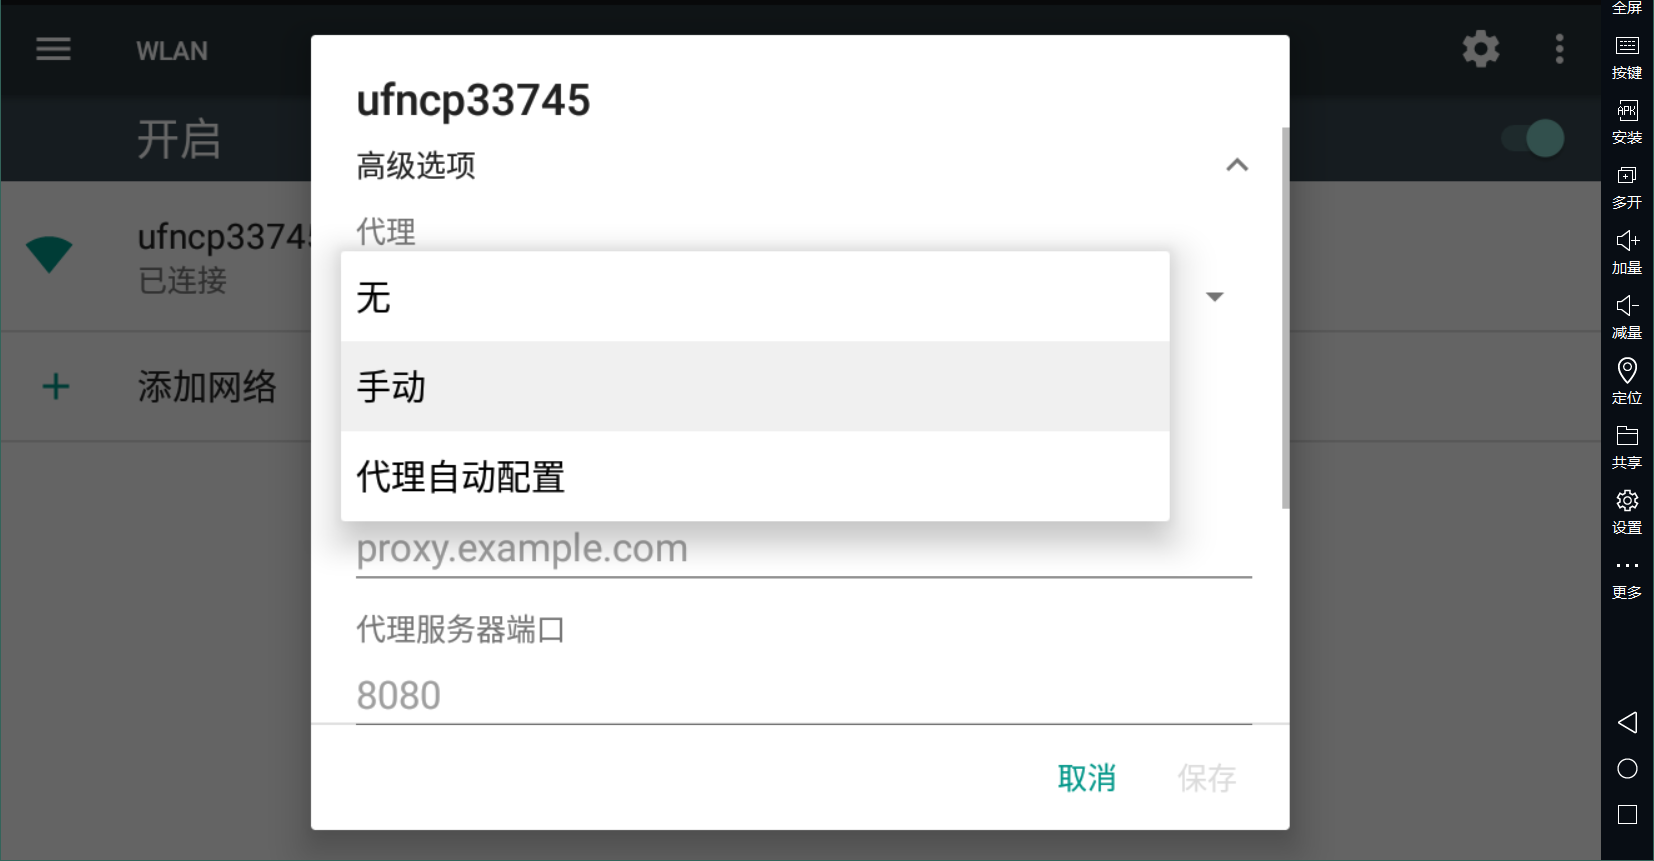 WLAN
开启
ufncp33745
已连接
添加网络
ufncp33745
高级选项
代理
无
手动
代理自动配置
proxy.example.com
代理服务器端口
8080
取消
保存
全屏
按键
APK
安装
多开
加量
减量
定位
共享
设置
更多